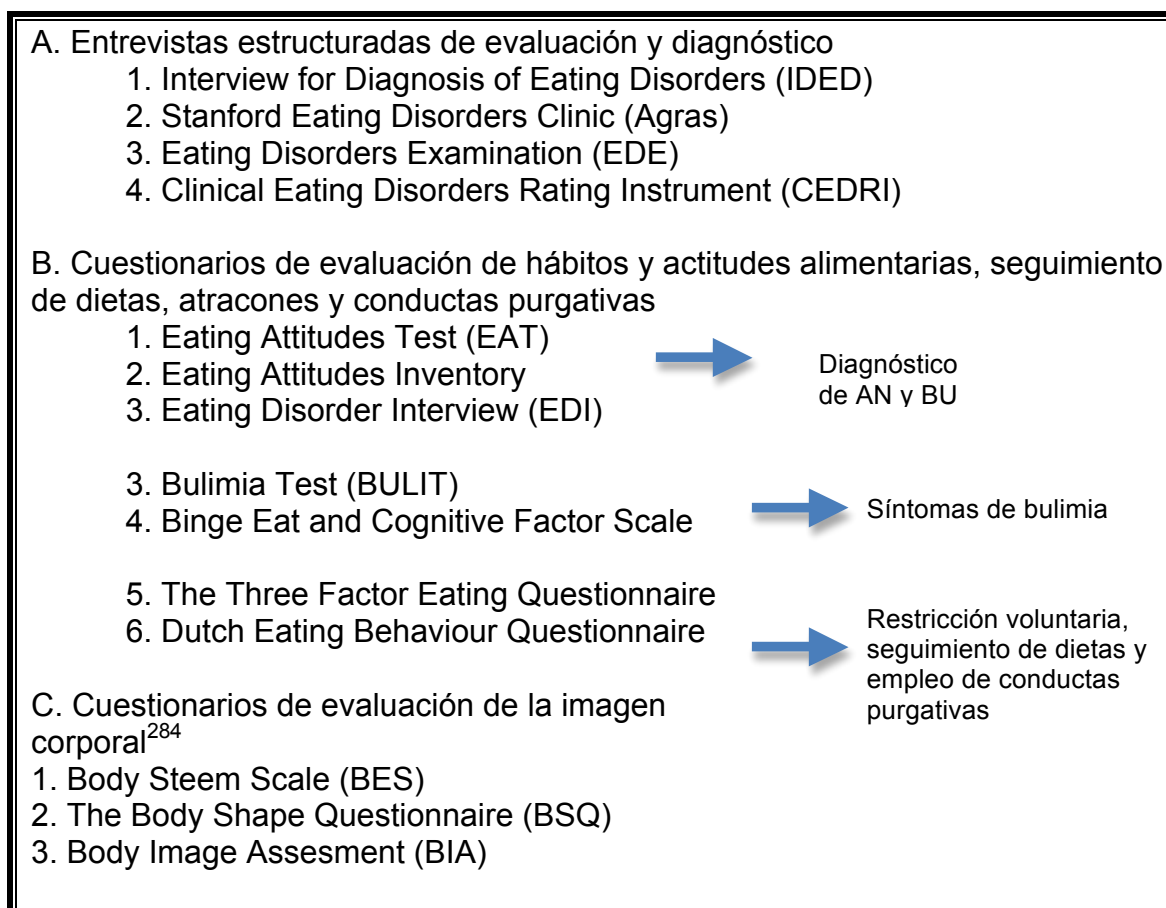 A. Entrevistas estructuradas de evaluación y diagnóstico
1. Interview for Diagnosis of Eating Disorders (IDED)
2. Stanford Eating Disorders Clinic (Agras)
3. Eating Disorders Examination (EDE)
4. Clinical Eating Disorders Rating Instrument (CEDRI)
B. Cuestionarios de evaluación de hábitos y actitudes alimentarias, seguimiento
de dietas, atracones y conductas purgativas
1. Eating Attitudes Test (EAT)
2. Eating Attitudes Inventory
3. Eating Disorder Interview (EDI)
Diagnóstico
de AN y BU
3. Bulimia Test (BULIT)
4. Binge Eat and Cognitive Factor Scale
Síntomas de bulimia
5. The Three Factor Eating Questionnaire
6. Dutch Eating Behaviour Questionnaire
Restricción voluntaria,
seguimiento de dietas y
empleo de conductas
purgativas
C. Cuestionarios de evaluación de la imagen
corporal284
1. Body Steem Scale (BES)
2. The Body Shape Questionnaire (BSQ)
3. Body Image Assesment (BIA)